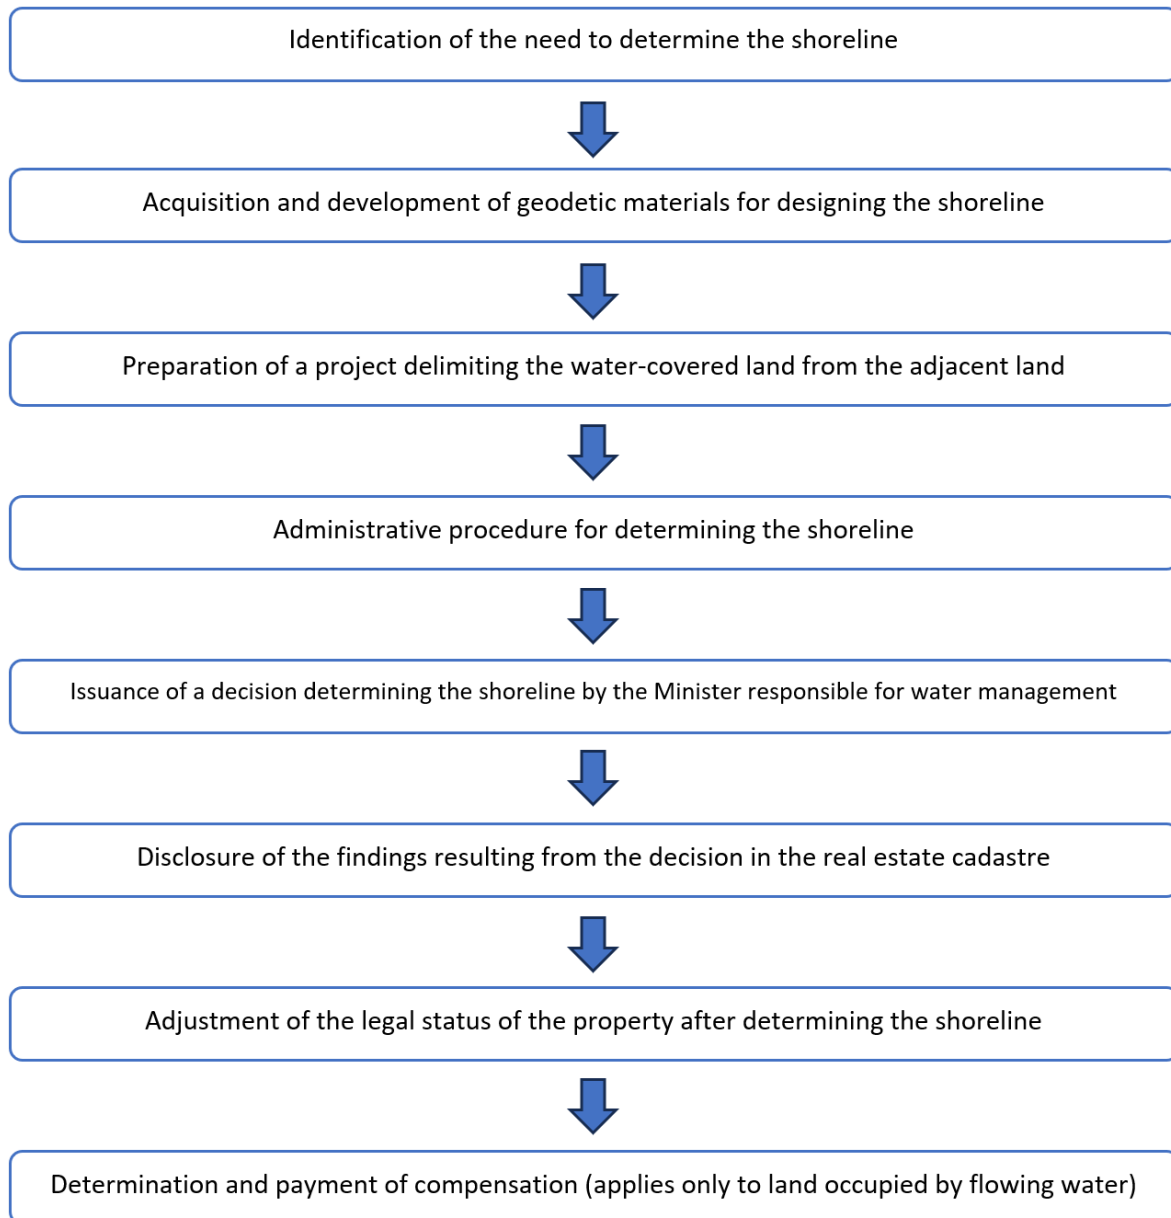 Identification of the need to determine the shoreline
Acquisition and development of geodetic materials for designing the shoreline
Preparation of a project delimiting the water-covered land from the adjacent land
Administrative procedure for determining the shoreline
Issuance of a decision determining the shoreline by the Minister responsible for water management
Disclosure of the findings resulting from the decision in the real estate cadastre
Adjustment of the legal status of the property after determining the shoreline
Determination and payment of compensation (applies only to land occupied by flowing water)